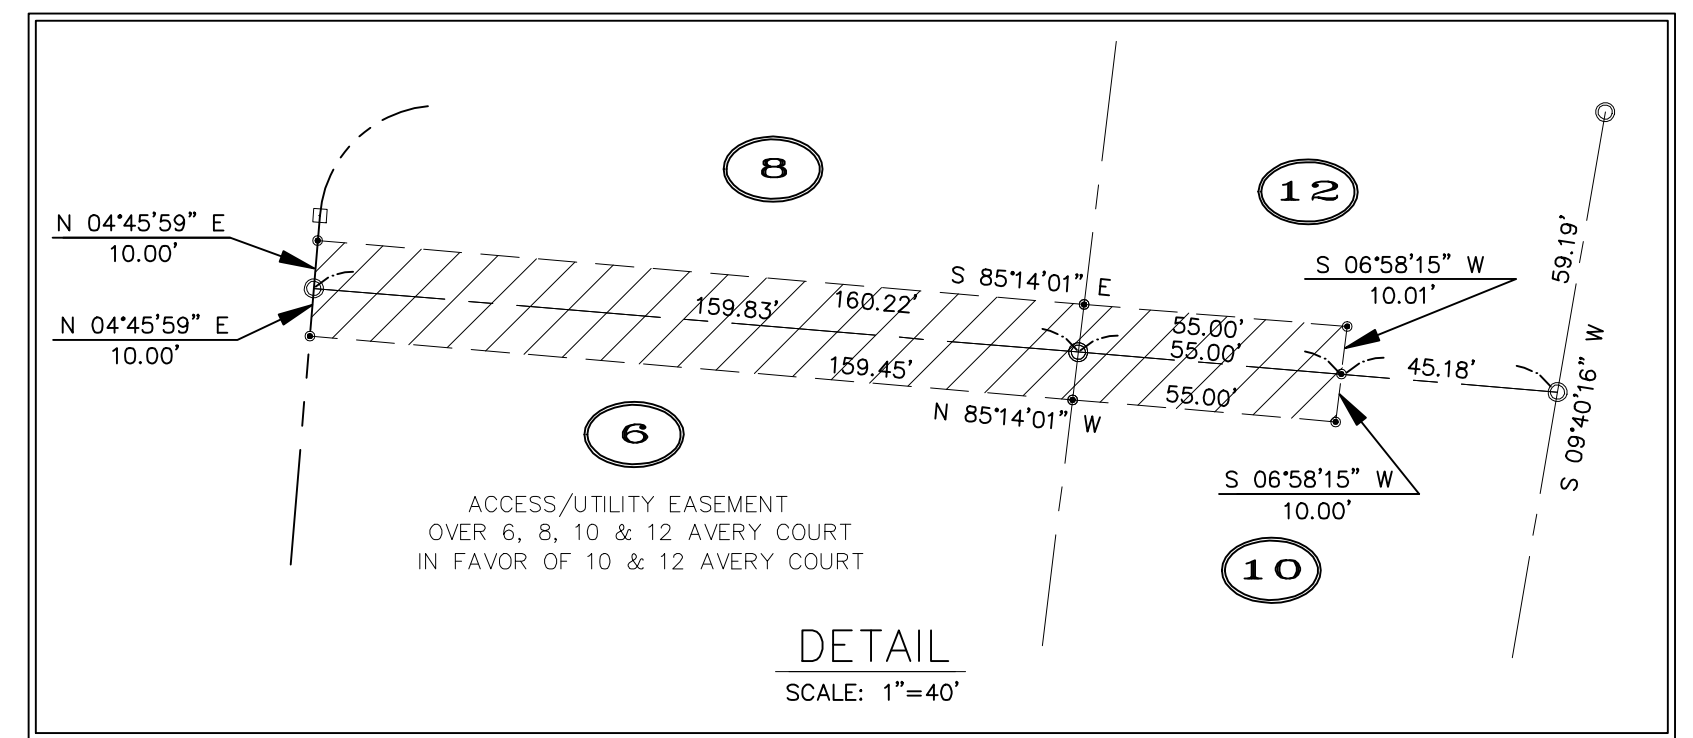 8
12
N 04°45'59" E
10.00'
59.19'
S 06°58'15" W
10.01'
S 85°14'01" E
159.83'
160.22'
55.00'
55.00'
N 04°45'59" E
10.00'
159.45'
55.00'
45.18'
S 09°40'16" W
N 85°14'01" W
6
S 06°58'15" W
10.00'
ACCESS/UTILITY EASEMENT
OVER 6, 8, 10 & 12 AVERY COURT
IN FAVOR OF 10 & 12 AVERY COURT
10
DETAIL
SCALE: 1"=40'